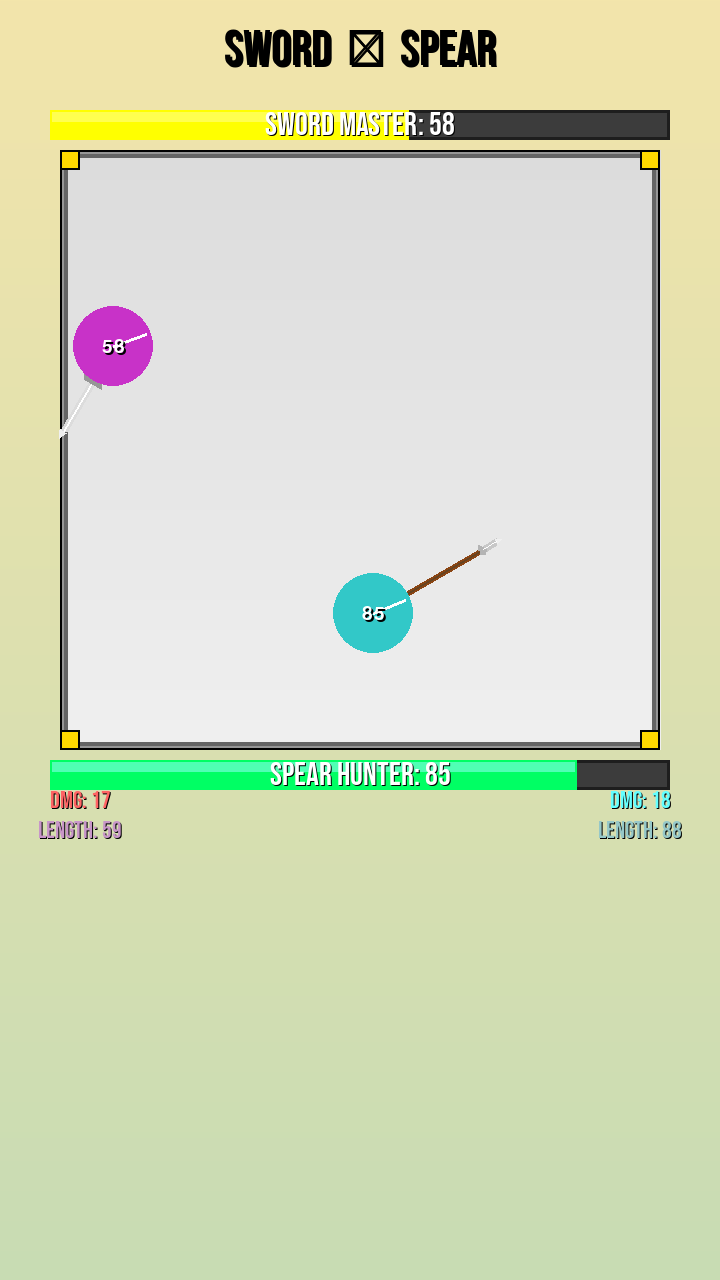 SWORD ☒ SPEAR
SWORD MASTER: 58
58
85
SPEAR HUNTER: 85
DMG: 17
DMG: 18
LENGTH: 59
LENGTH: 88